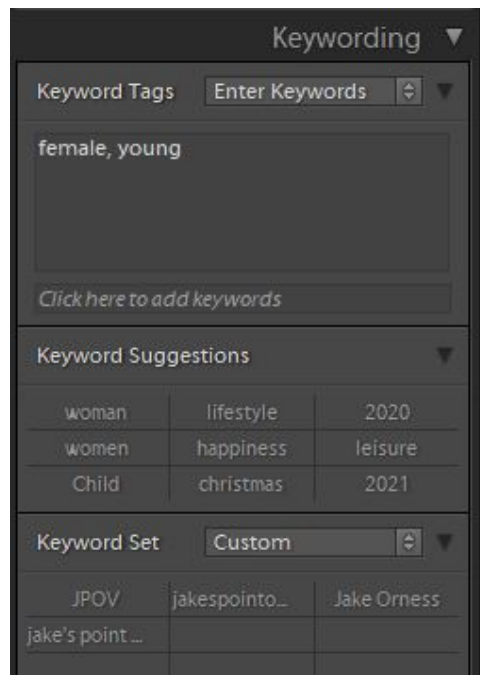 Keywording
Keyword Tags Enter Keywords
female, young
Click here to add keywords
Keyword Suggestions
woman lifestyle 2020
women happiness leisure
Child christmas 2021
Keyword Set Custom
JPOV jakespointo... Jake Orness
jake's point ...